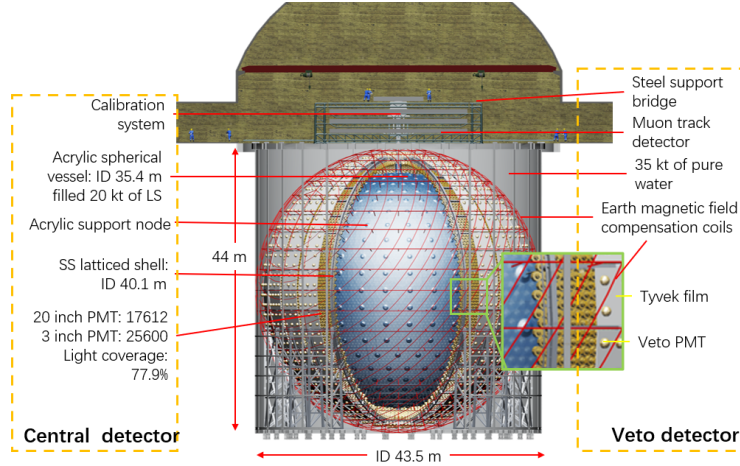 Calibration
system
Acrylic spherical
vessel: ID 35.4 m
filled 20 kt of LS
Acrylic support node
SS latticed shell:
ID 40.1 m
20 inch PMT: 17612
3 inch PMT: 25600
Light coverage:
77.9%
Central detector
44 m
ID 43.5 m
Steel support
bridge
Muon track
detector
35 kt of pure
water
Earth magnetic field
compensation coils
Tyvek film
Veto PMT
Veto detector